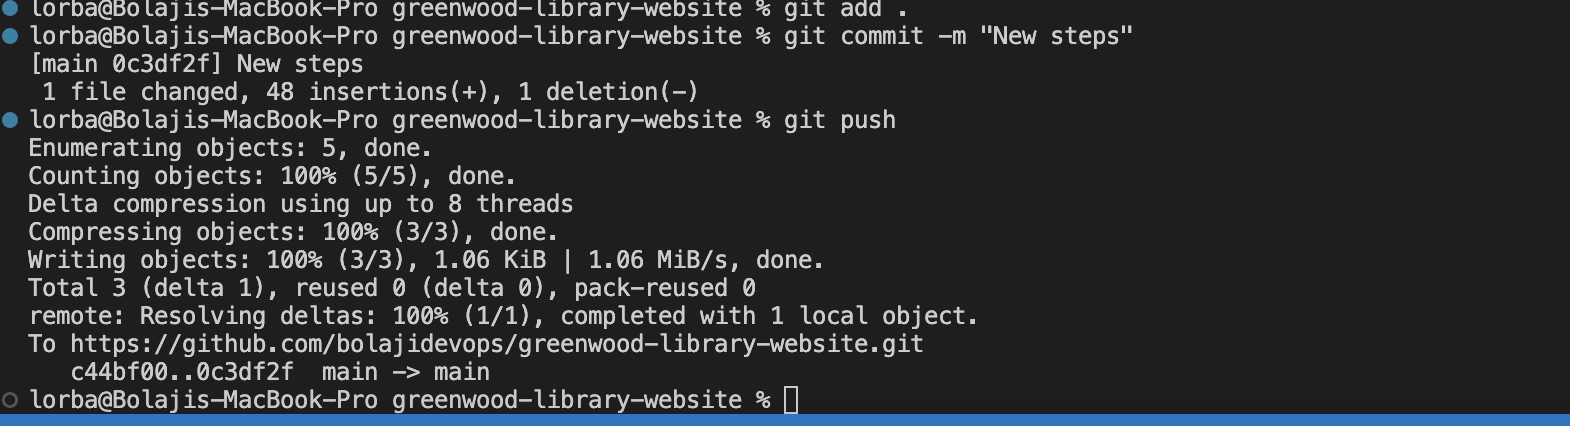 lorba@Bolajis-MacBook-Pro greenwood-library-website % git add .
lorba@Bolajis-MacBook-Pro greenwood-library-website % git commit -m "New steps"
[main 0c3df2f] New steps
 1 file changed, 48 insertions(+), 1 deletion(-)
lorba@Bolajis-MacBook-Pro greenwood-library-website % git push
Enumerating objects: 5, done.
Counting objects: 100% (5/5), done.
Delta compression using up to 8 threads
Compressing objects: 100% (3/3), done.
Writing objects: 100% (3/3), 1.06 KiB | 1.06 MiB/s, done.
Total 3 (delta 1), reused 0 (delta 0), pack-reused 0
remote: Resolving deltas: 100% (1/1), completed with 1 local object.
To https://github.com/bolajidevops/greenwood-library-website.git
   c44bf00..0c3df2f  main -> main
lorba@Bolajis-MacBook-Pro greenwood-library-website %